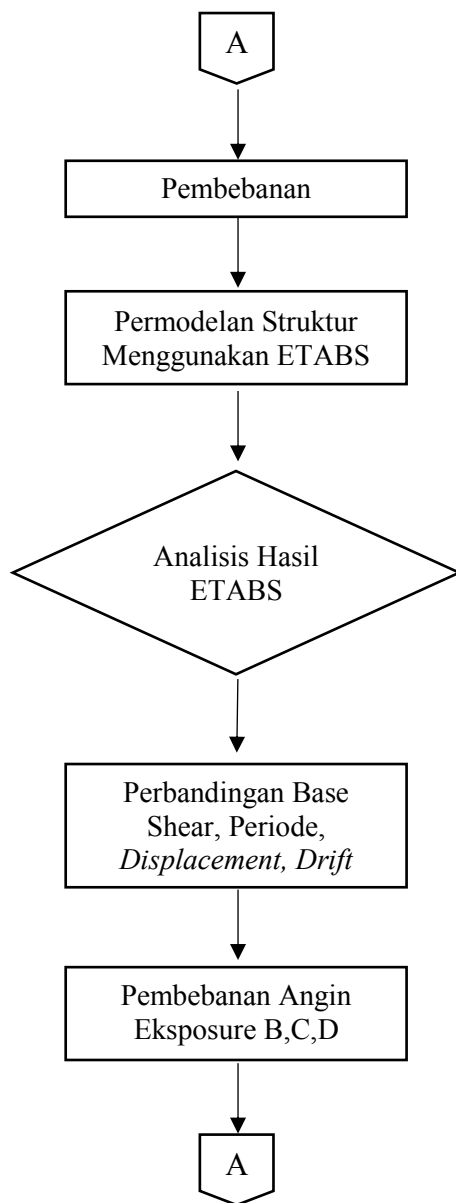 A
Pembebanan
Permodelan Struktur
Menggunakan ETABS
Analisis Hasil
ETABS
Perbandingan Base
Shear, Periode,
Displacement, Drift
Pembebanan Angin
Eksposure B,C,D
A